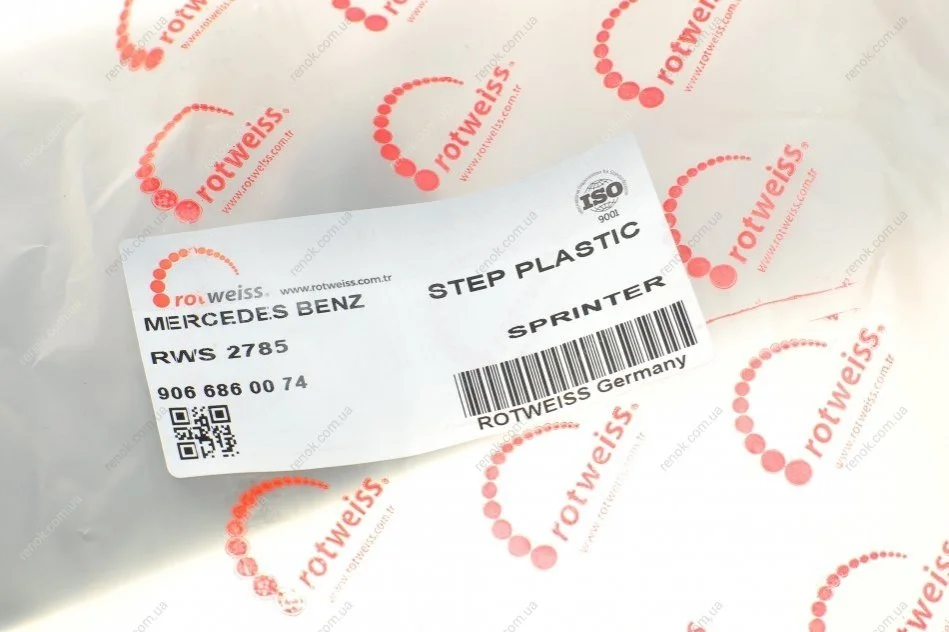 rotweiss®
www.rotweiss.com.tr
MERCEDES BENZ
RWS 2785
906 686 00 74
ISO
9001
STEP PLASTIC
SPRINTER
ROTWEISS Germany
rotweiss®
www.rotweiss.com.tr
renok.com.ua